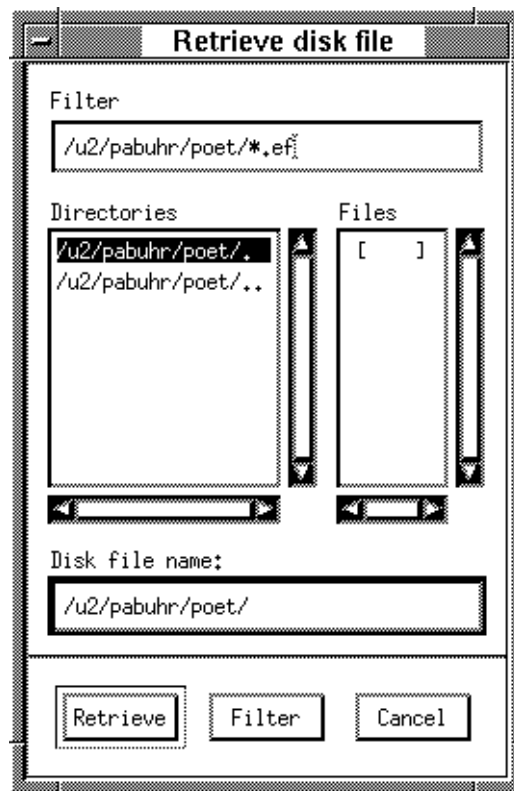 Retrieve disk file
Filter
/u2/pabuhr/poet/*.ef
Directories
Files
/u2/pabuhr/poet/.
[ ]
/u2/pabuhr/poet/..
Disk file name:
/u2/pabuhr/poet/
Retrieve
Filter
Cancel